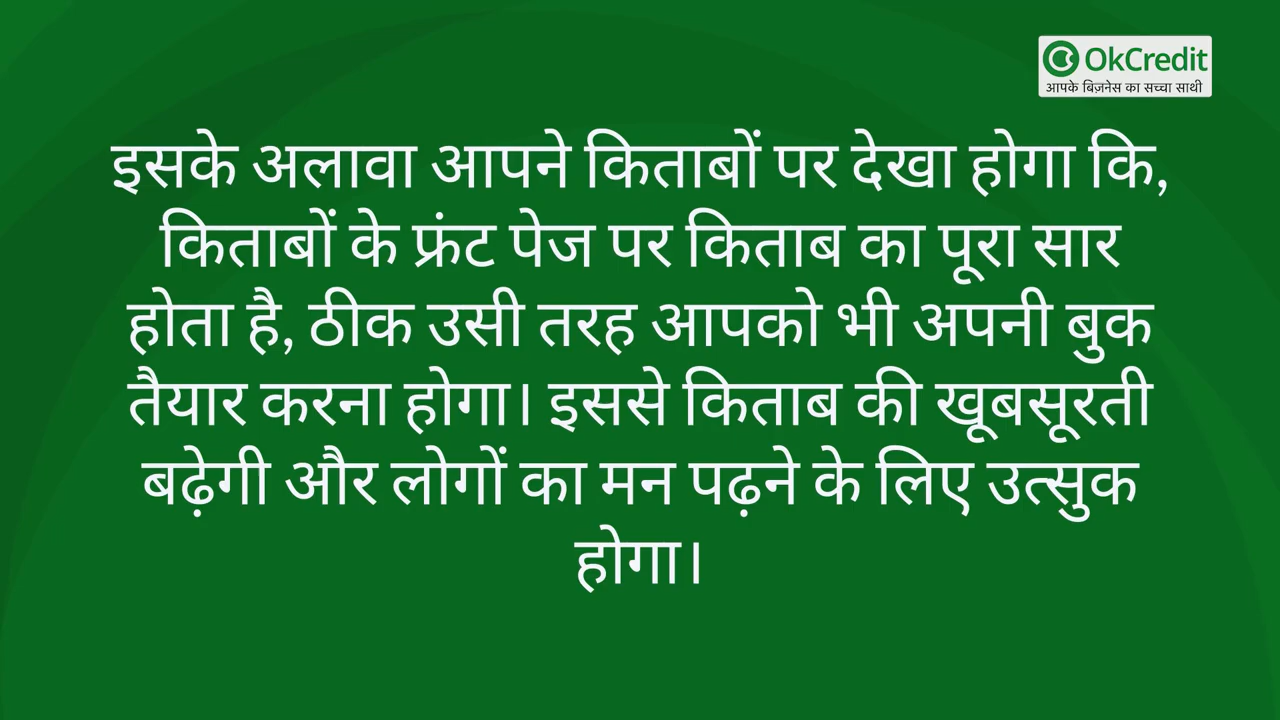 OkCredit
आपके बिज़नेस का सच्चा साथी
इसके अलावा आपने किताबों पर देखा होगा कि,
किताबों के फ्रंट पेज पर किताब का पूरा सार
होता है, ठीक उसी तरह आपको भी अपनी बुक
तैयार करना होगा। इससे किताब की खूबसूरती
बढ़ेगी और लोगों का मन पढ़ने के लिए उत्सुक
होगा।